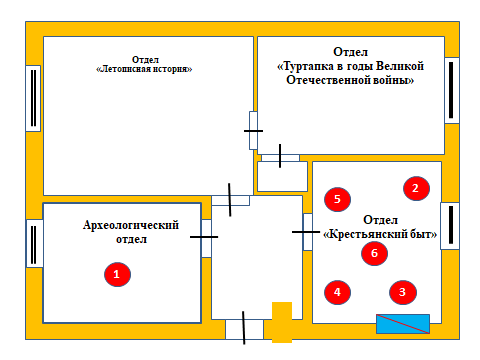 Отдел
«Летописная история»
Отдел
«Туртапка в годы Великой
Отечественной войны»
Археологический
отдел
1
5
2
Отдел
«Крестьянский быт»
6
4
3